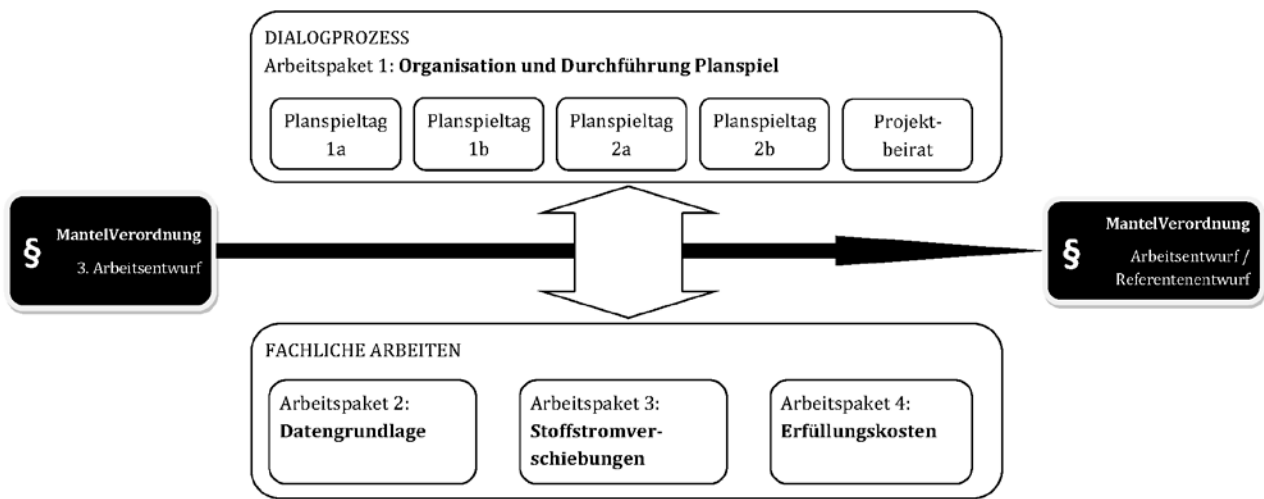 DIALOGPROZESS
Arbeitspaket 1: Organisation und Durchführung Planspiel
Planspieltag
1a
Planspieltag
1b
Planspieltag
2a
Planspieltag
2b
Projekt-
beirat
§
MantelVerordnung
3. Arbeitsentwurf
§
MantelVerordnung
Arbeitsentwurf /
Referentenentwurf
FACHLICHE ARBEITEN
Arbeitspaket 2:
Datengrundlage
Arbeitspaket 3:
Stoffstromver-
schiebungen
Arbeitspaket 4:
Erfüllungskosten